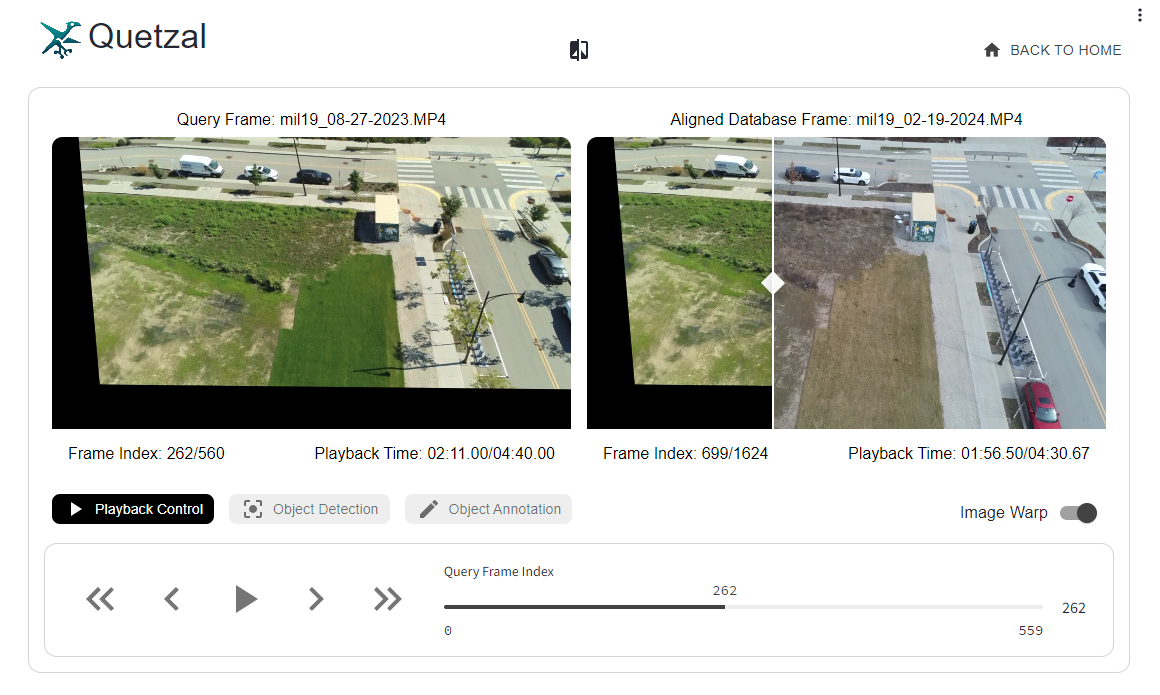 Quetzal
BACK TO HOME
Query Frame: mil19_08-27-2023.MP4
Aligned Database Frame: mil19_02-19-2024.MP4
Frame Index: 262/560
Playback Time: 02:11.00/04:40.00
Frame Index: 699/1624
Playback Time: 01:56.50/04:30.67
Playback Control
Object Detection
Object Annotation
Image Warp
Query Frame Index
262
262
0
559